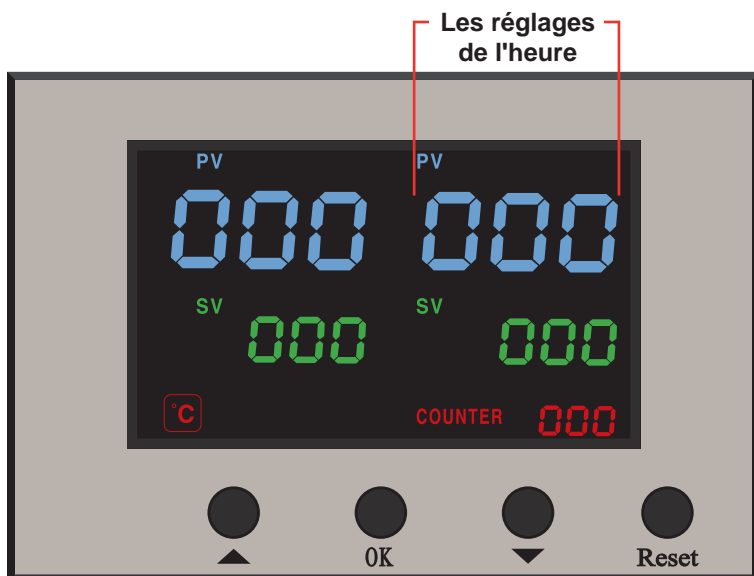 Les réglages
de l'heure
PV PV
000 000
SV SV
000 000
°C COUNTER 000
OK Reset